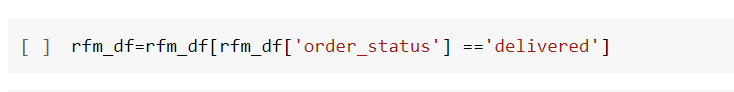 [ ] rfm_df=rfm_df[rfm_df['order_status'] =='delivered']